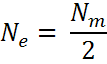 N_e = N_m / 2